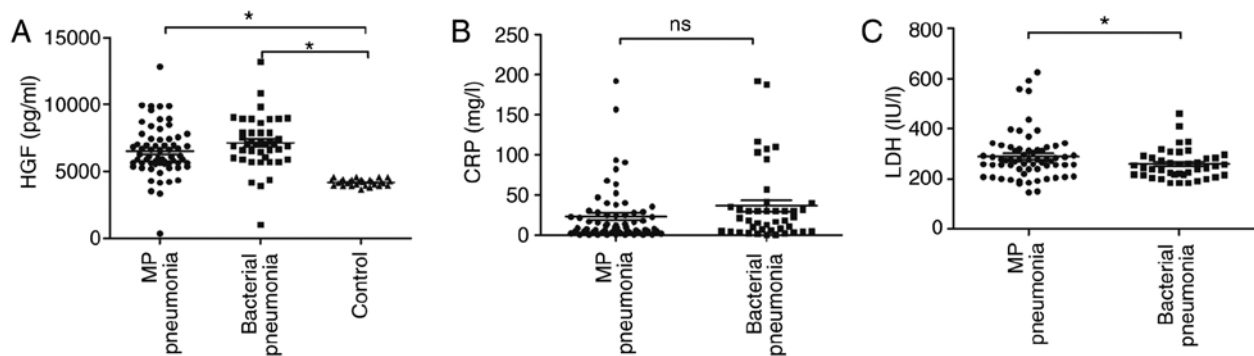 A
*
*
15000
10000
5000
0
HGF (pg/ml)
MP
pneumonia
Bacterial
pneumonia
Control
B
ns
250
200
150
100
50
0
CRP (mg/l)
MP
pneumonia
Bacterial
pneumonia
C
*
800
600
400
200
0
LDH (IU/l)
MP
pneumonia
Bacterial
pneumonia